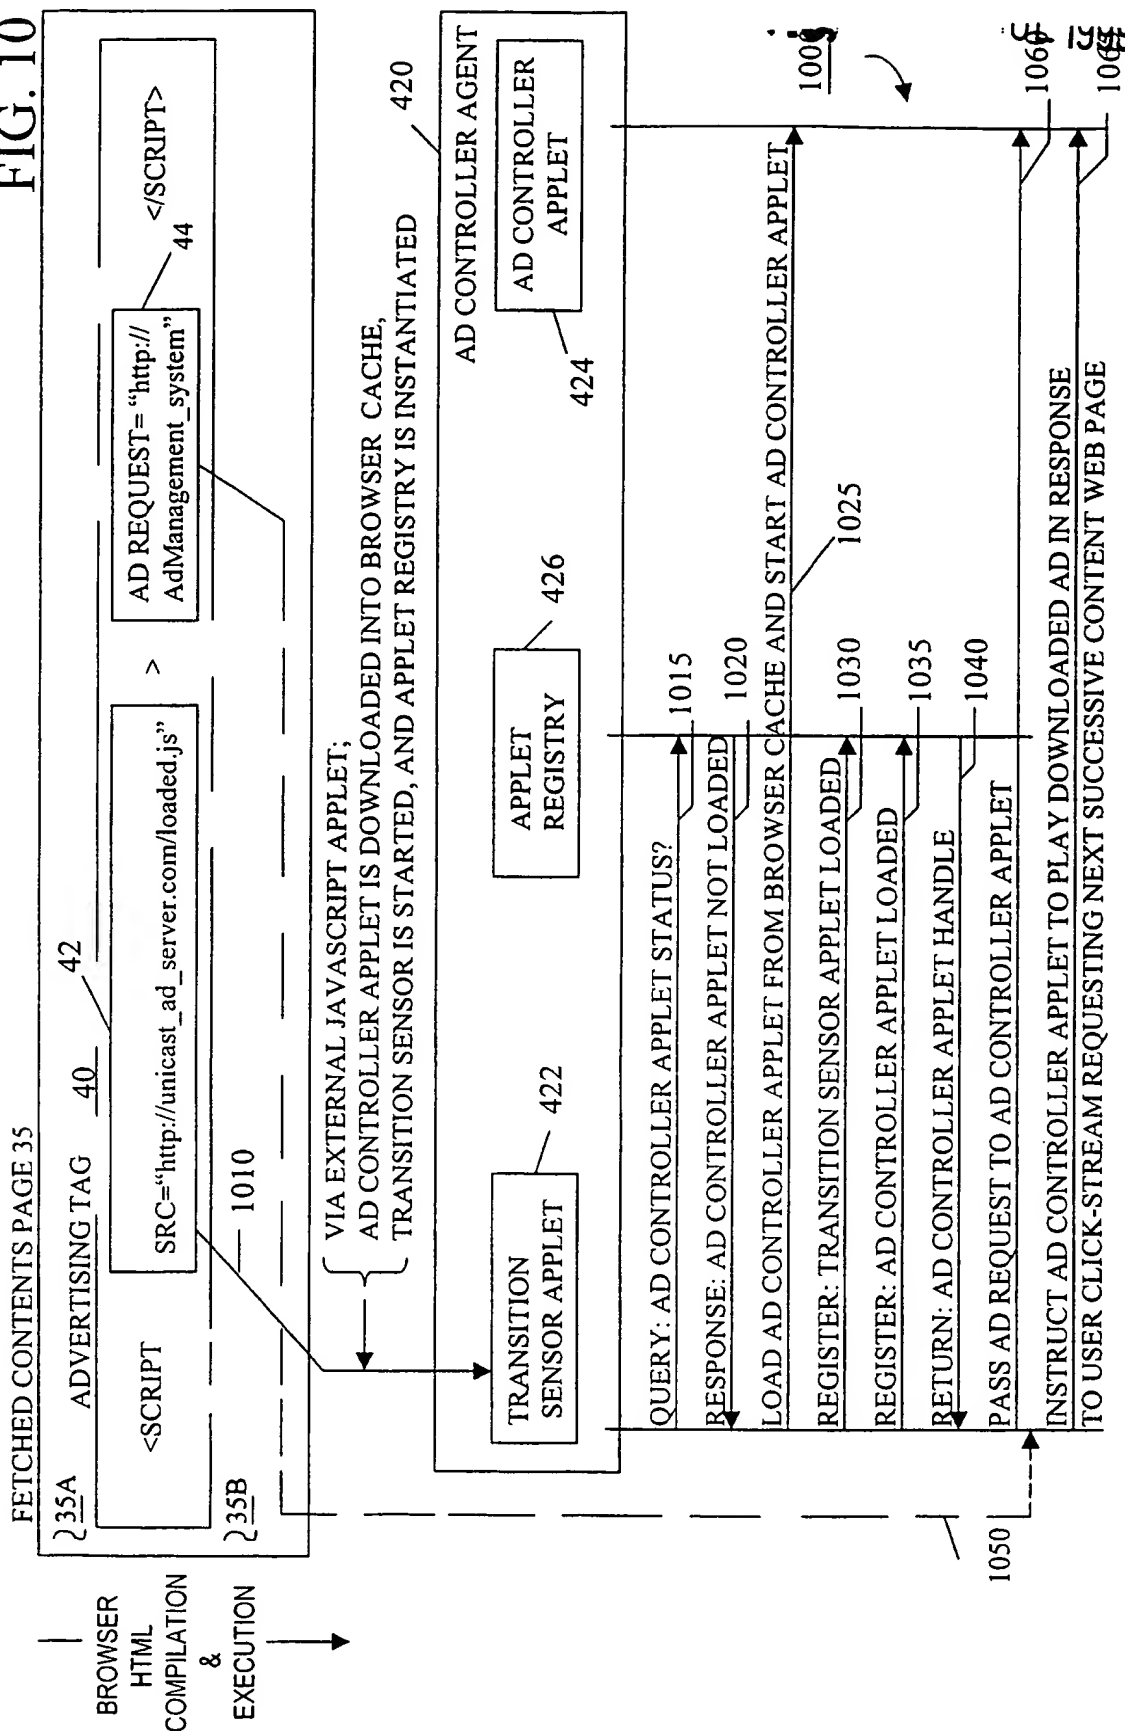 FIG. 10
FETCHED CONTENTS PAGE 35
35A
ADVERTISING TAG 40
42
<SCRIPT
SRC="http://unicast_ad_server.com/loaded.js"
>
AD REQUEST= "http://
AdManagement_system"
</SCRIPT>
44
35B
1010
BROWSER
HTML
COMPILATION
&
EXECUTION
VIA EXTERNAL JAVASCRIPT APPLET;
AD CONTROLLER APPLET IS DOWNLOADED INTO BROWSER CACHE,
TRANSITION SENSOR IS STARTED, AND APPLET REGISTRY IS INSTANTIATED
420
AD CONTROLLER AGENT
TRANSITION
SENSOR APPLET
422
APPLET
REGISTRY
426
AD CONTROLLER
APPLET
424
QUERY: AD CONTROLLER APPLET STATUS?
1015
RESPONSE: AD CONTROLLER APPLET NOT LOADED
1020
LOAD AD CONTROLLER APPLET FROM BROWSER CACHE AND START AD CONTROLLER APPLET
1025
REGISTER: TRANSITION SENSOR APPLET LOADED
1030
REGISTER: AD CONTROLLER APPLET LOADED
1035
RETURN: AD CONTROLLER APPLET HANDLE
1040
PASS AD REQUEST TO AD CONTROLLER APPLET
1060
INSTRUCT AD CONTROLLER APPLET TO PLAY DOWNLOADED AD IN RESPONSE
TO USER CLICK-STREAM REQUESTING NEXT SUCCESSIVE CONTENT WEB PAGE
1050